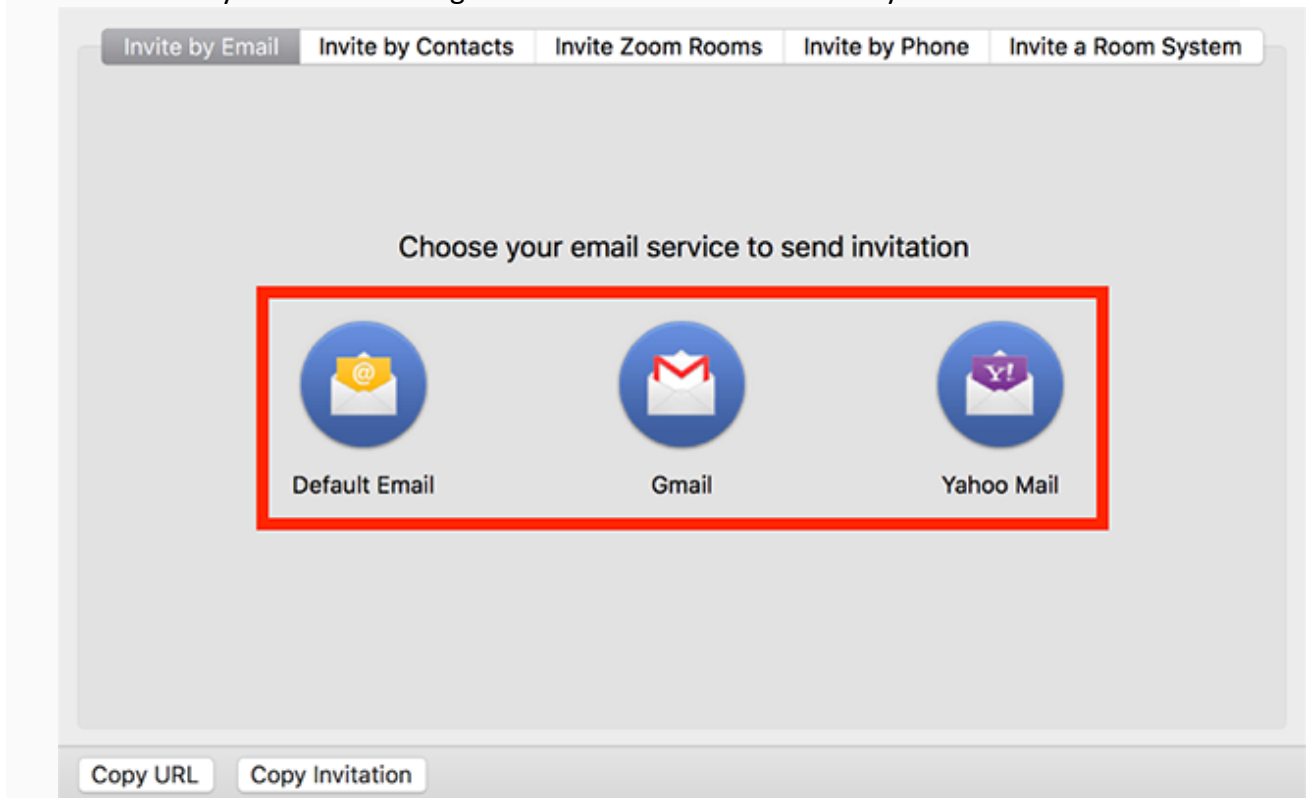 Invite by Email Invite by Contacts Invite Zoom Rooms Invite by Phone Invite a Room System
Choose your email service to send invitation
@ Y!
Default Email Gmail Yahoo Mail
Copy URL Copy Invitation